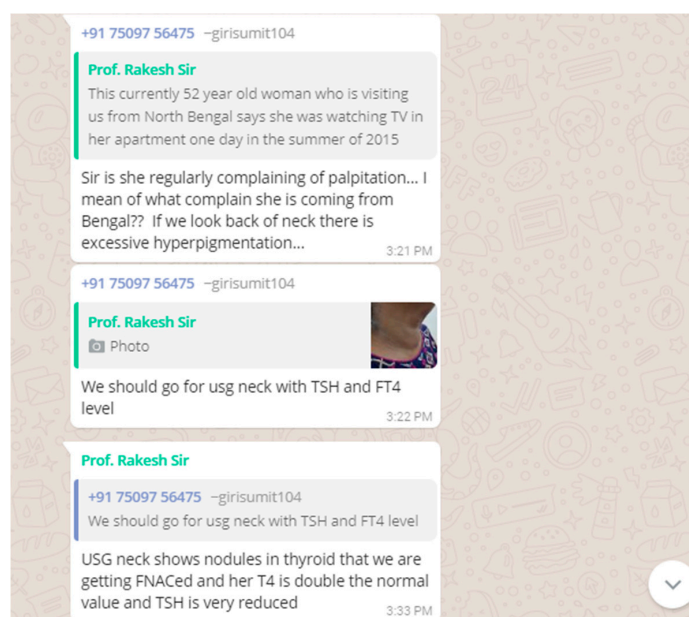 +91 75097 56475 ~girisumit104
Prof. Rakesh Sir
This currently 52 year old woman who is visiting
us from North Bengal says she was watching TV in
her apartment one day in the summer of 2015
Sir is she regularly complaining of palpitation... I
mean of what complain she is coming from
Bengal?? If we look back of neck there is
excessive hyperpigmentation...
3:21 PM
+91 75097 56475 ~girisumit104
Prof. Rakesh Sir
Photo
We should go for usg neck with TSH and FT4
level
3:22 PM
Prof. Rakesh Sir
+91 75097 56475 ~girisumit104
We should go for usg neck with TSH and FT4 level
USG neck shows nodules in thyroid that we are
getting FNACed and her T4 is double the normal
value and TSH is very reduced
3:33 PM
24